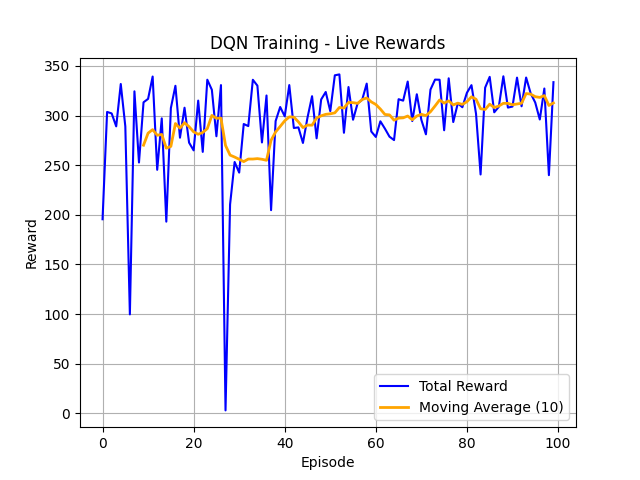 DQN Training - Live Rewards
350
300
250
200
150
100
50
0
Reward
0 20 40 60 80 100
Episode
Total Reward
Moving Average (10)